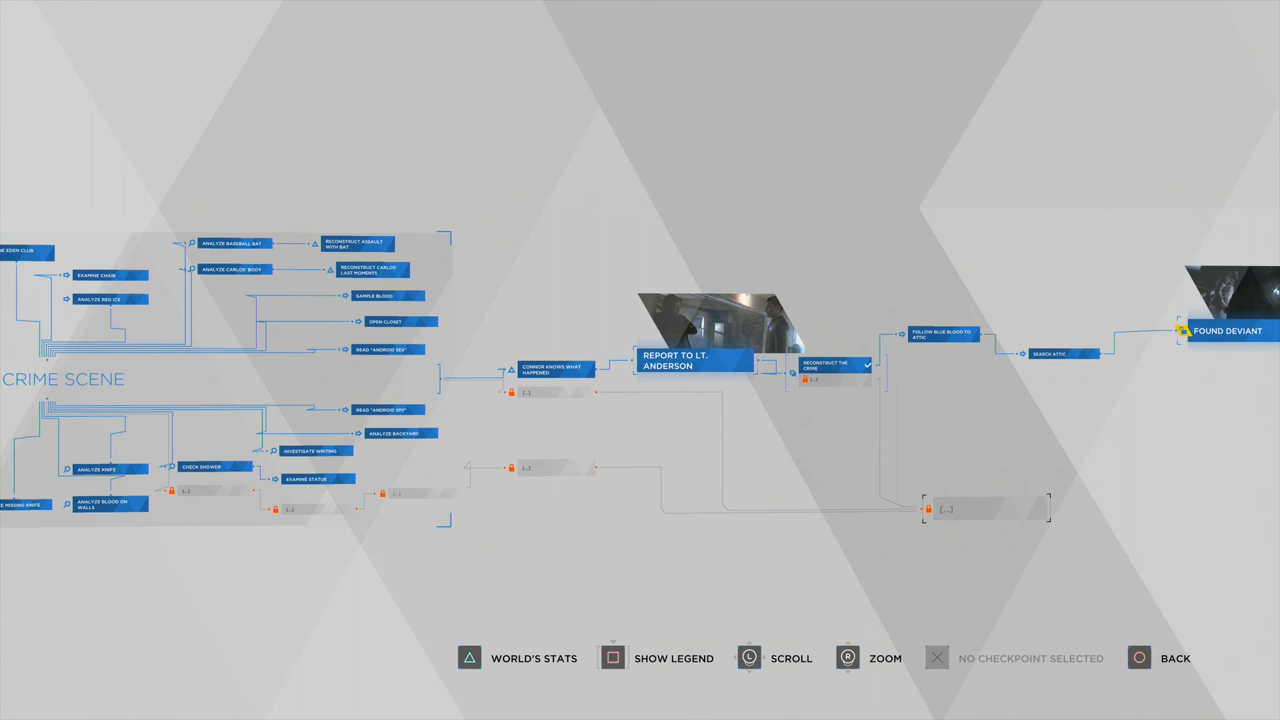 E EDEN CLUB
EXAMINE CHAIR
ANALYZE RED ICE
ANALYZE BASEBALL BAT
RECONSTRUCT ASSAULT
WITH BAT
ANALYZE CARLOS' BODY
RECONSTRUCT CARLOS'
LAST MOMENTS
SAMPLE BLOOD
OPEN CLOSET
READ "ANDROID SEX"
CRIME SCENE
READ "ANDROID SPY"
ANALYZE BACKYARD
INVESTIGATE WRITING
ANALYZE KNIFE
CHECK SHOWER
EXAMINE STATUE
[...]
[...]
[...]
E MISSING KNIFE
ANALYZE BLOOD ON
WALLS
CONNOR KNOWS WHAT
HAPPENED
[...]
[...]
REPORT TO LT.
ANDERSON
RECONSTRUCT THE
CRIME
[...]
FOLLOW BLUE BLOOD TO
ATTIC
SEARCH ATTIC
FOUND DEVIANT
[...]
WORLD'S STATS
SHOW LEGEND
L
SCROLL
R
ZOOM
NO CHECKPOINT SELECTED
BACK